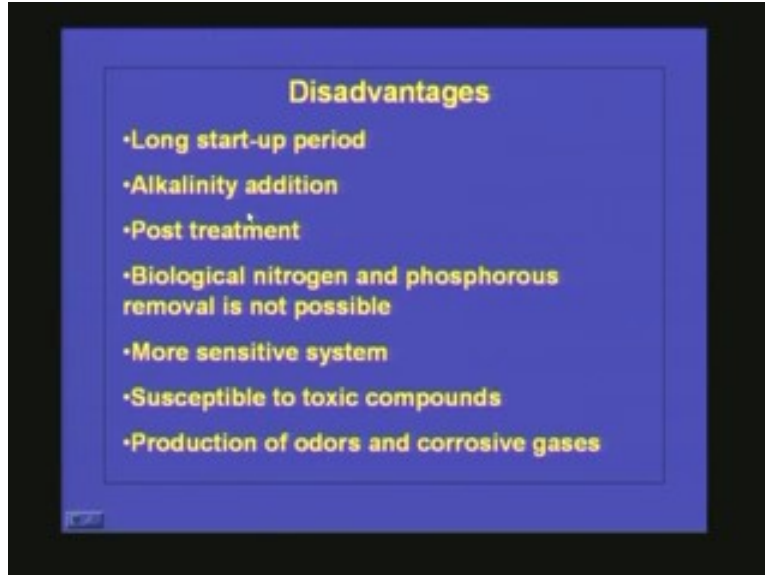 Disadvantages
•Long start-up period
•Alkalinity addition
•Post treatment
•Biological nitrogen and phosphorous
removal is not possible
•More sensitive system
•Susceptible to toxic compounds
•Production of odors and corrosive gases